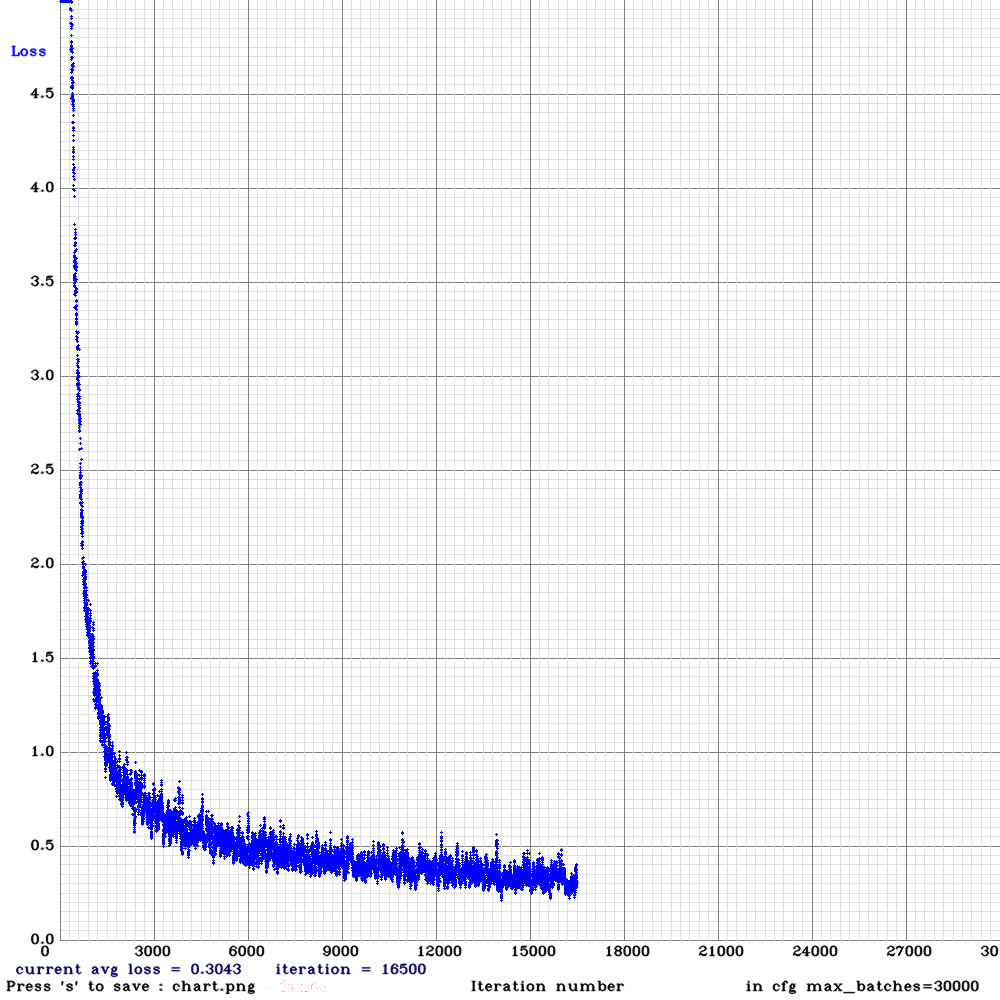 Loss
4.5
4.0
3.5
3.0
2.5
2.0
1.5
1.0
0.5
0.0
0 3000 6000 9000 12000 15000 18000 21000 24000 27000 30
current avg loss = 0.3043 iteration = 16500
Press 's' to save : chart.png Iteration number in cfg max_batches=30000